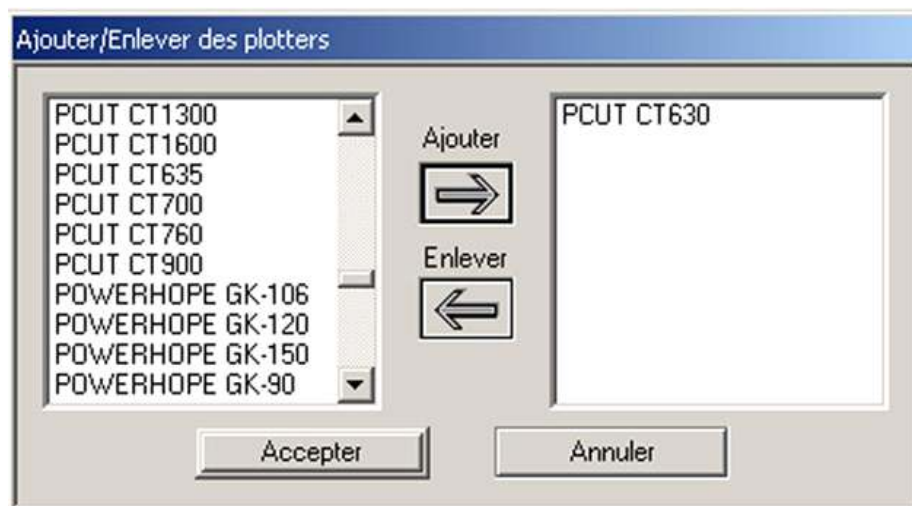 Ajouter/Enlever des plotters
PCUT CT1300
PCUT CT1600
PCUT CT635
PCUT CT700
PCUT CT760
PCUT CT900
POWERHOPE GK-106
POWERHOPE GK-120
POWERHOPE GK-150
POWERHOPE GK-90
Ajouter
Enlever
PCUT CT630
Accepter
Annuler